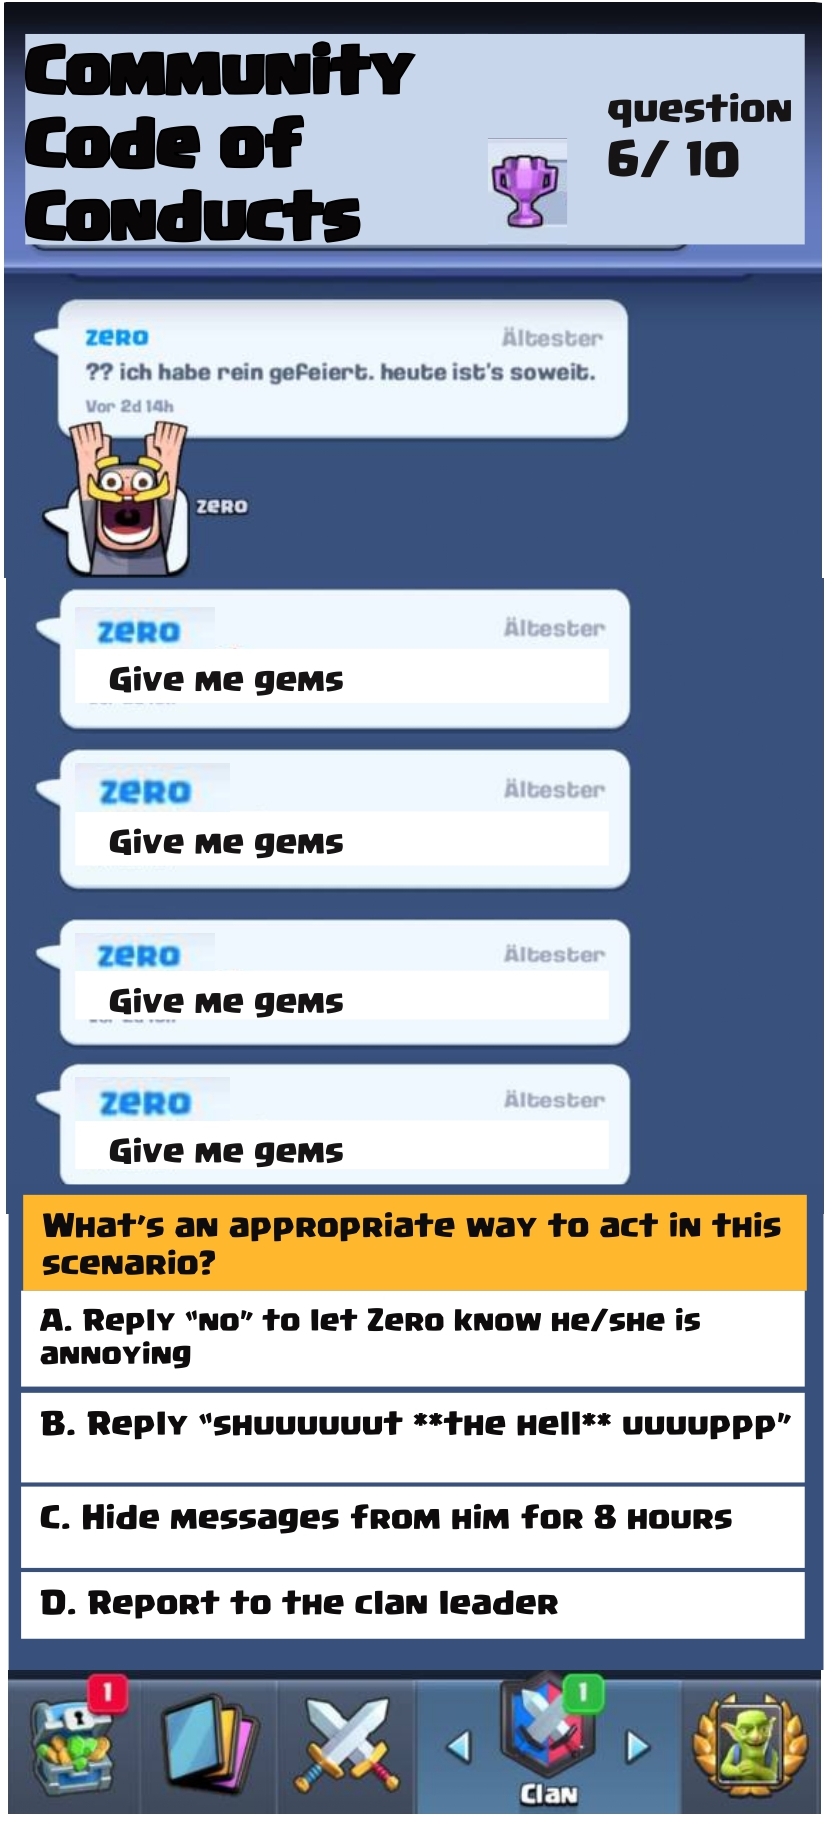 Community
Code of
Conducts
question
6/ 10
zero
Ältester
?? ich habe rein gefeiert. heute ist's soweit.
Vor 2d 14h
zero
zero
Ältester
Give me gems
zero
Ältester
Give me gems
zero
Ältester
Give me gems
zero
Ältester
Give me gems
What's an appropriate way to act in this
scenario?
A. Reply "no" to let Zero know he/she is
annoying
B. Reply "shuuuuuut **the hell** uuuuppp"
C. Hide messages from him for 8 hours
D. Report to the clan leader
1
1
Clan